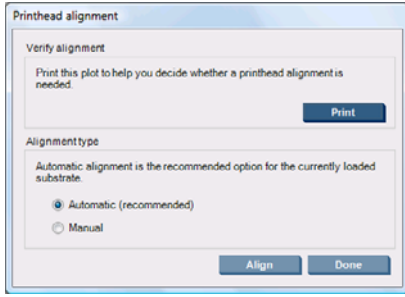 Printhead alignment
Verify alignment
Print this plot to help you decide whether a printhead alignment is
needed.
Print
Alignment type
Automatic alignment is the recommended option for the currently loaded
substrate.
Automatic (recommended)
Manual
Align Done